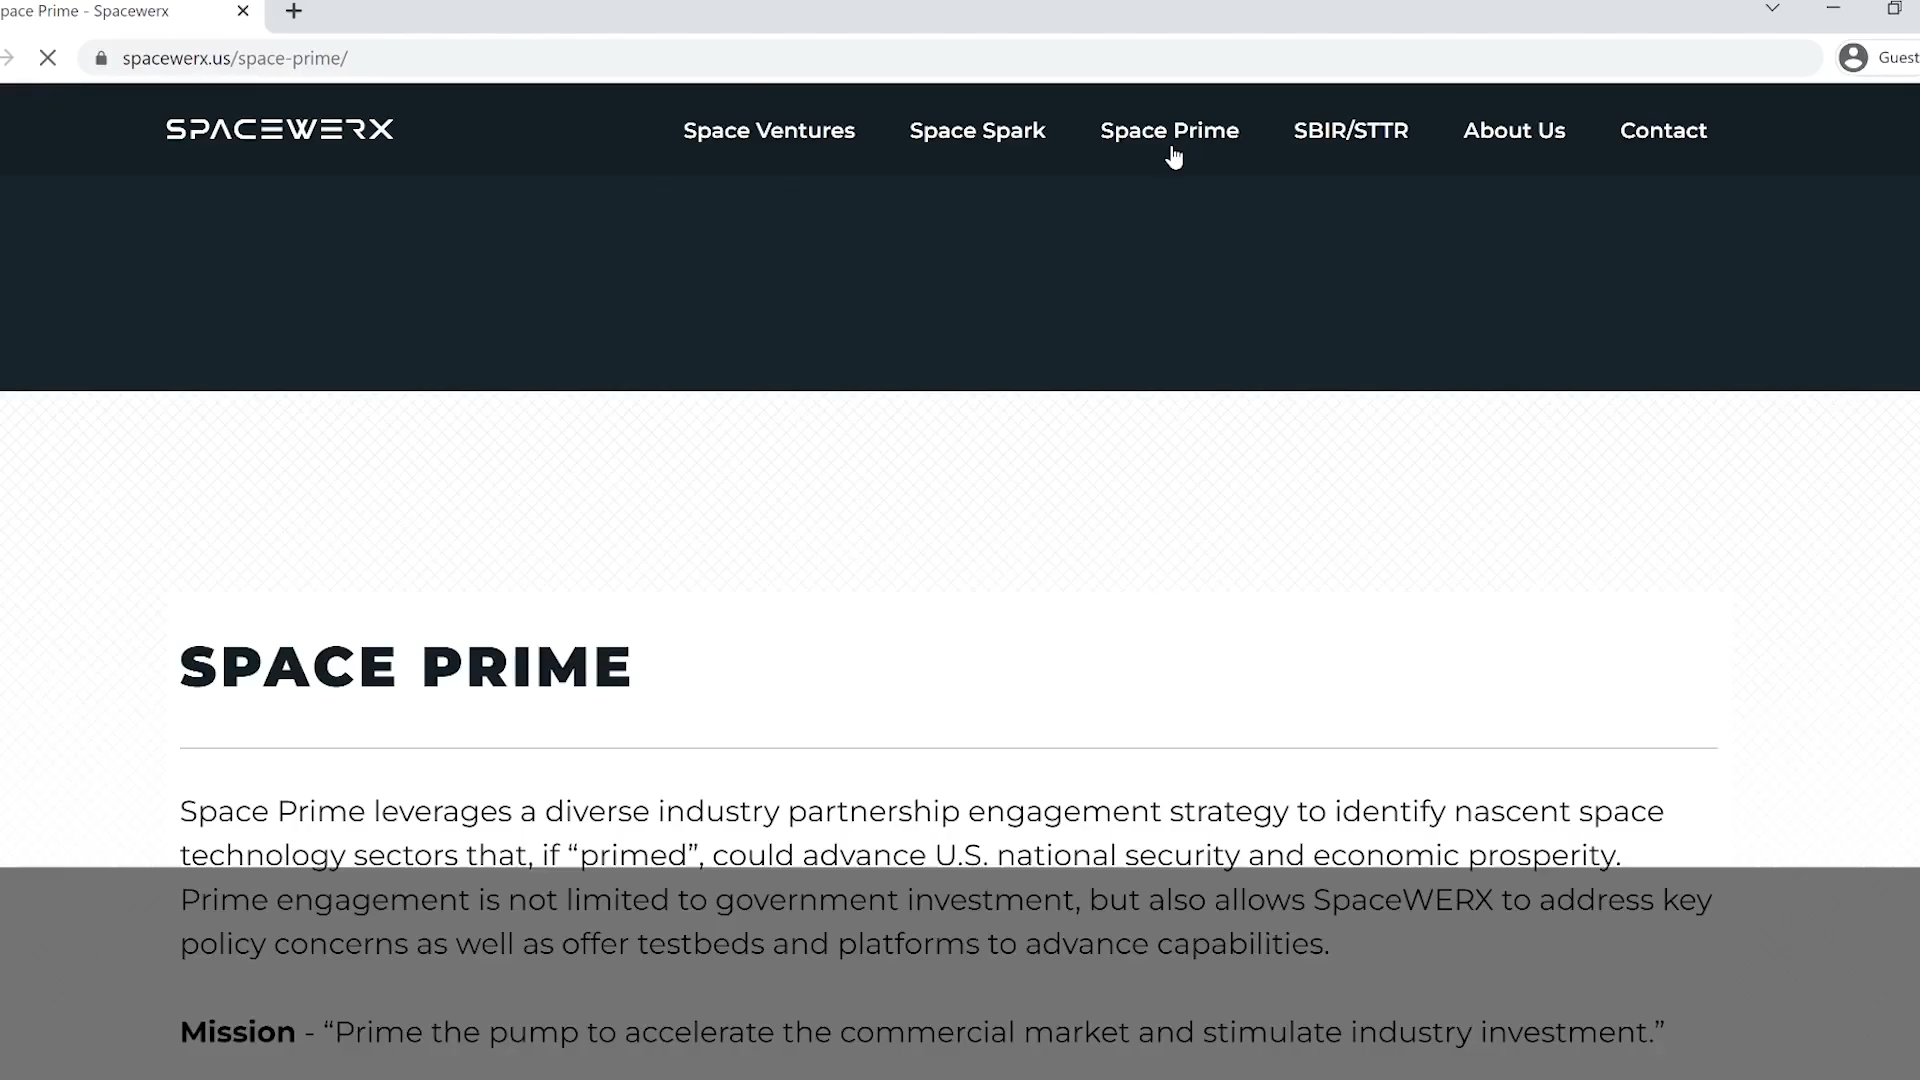 pace Prime - Spacewerx
spacewerx.us/space-prime/
Guest
SPACEWERX
Space Ventures
Space Spark
Space Prime
SBIR/STTR
About Us
Contact
SPACE PRIME
Space Prime leverages a diverse industry partnership engagement strategy to identify nascent space
technology sectors that, if “primed”, could advance U.S. national security and economic prosperity.
Prime engagement is not limited to government investment, but also allows SpaceWERX to address key
policy concerns as well as offer testbeds and platforms to advance capabilities.
Mission - “Prime the pump to accelerate the commercial market and stimulate industry investment.”